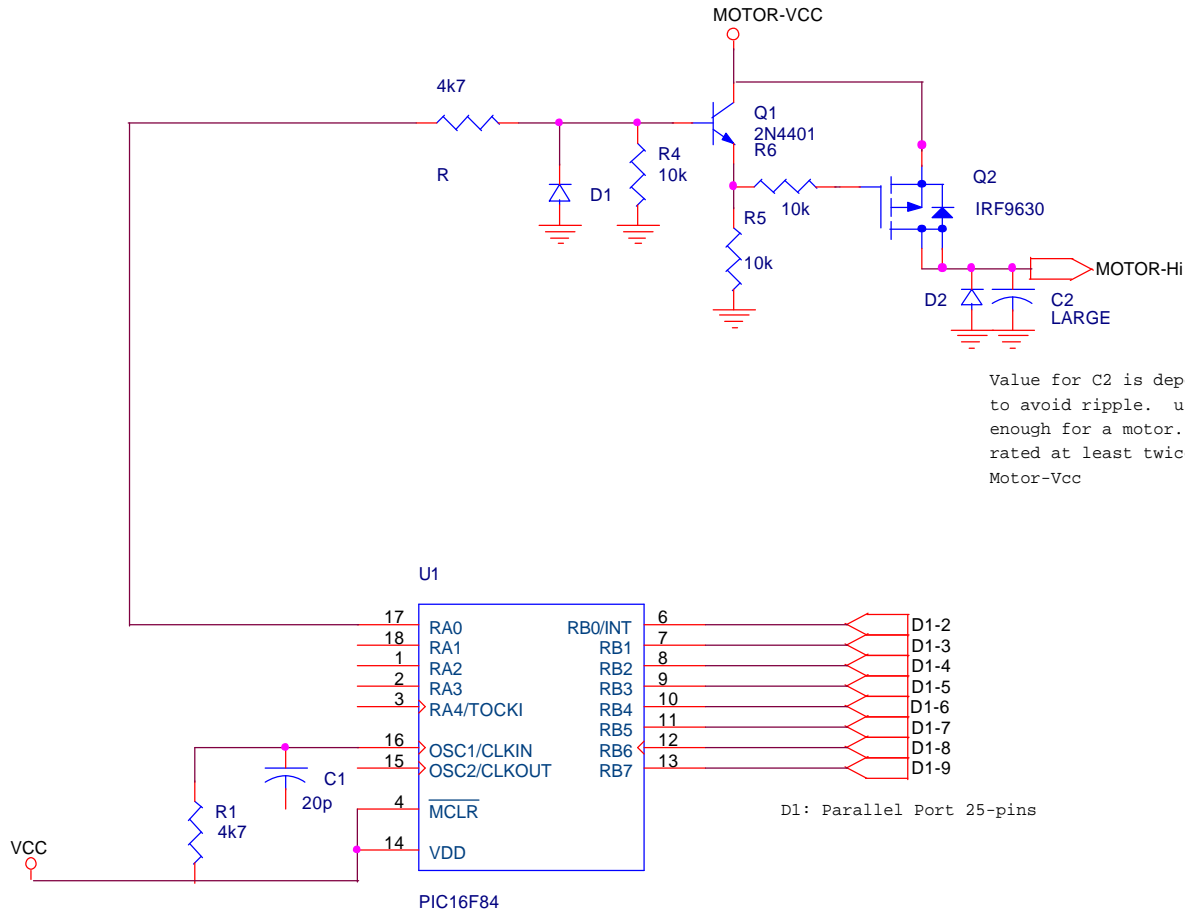 MOTOR-VCC
4k7
R
D1
R4
10k
Q1
2N4401
R6
10k
R5
10k
Q2
IRF9630
MOTOR-Hi
D2
C2
LARGE
Value for C2 is dep
to avoid ripple. u
enough for a motor.
rated at least twic
Motor-Vcc
U1
17 RA0
18 RA1
1 RA2
2 RA3
3 RA4/TOCKI
16 OSC1/CLKIN
15 OSC2/CLKOUT
4 MCLR
14 VDD
RB0/INT 6 D1-2
RB1 7 D1-3
RB2 8 D1-4
RB3 9 D1-5
RB4 10 D1-6
RB5 11 D1-7
RB6 12 D1-8
RB7 13 D1-9
C1
20p
R1
4k7
VCC
D1: Parallel Port 25-pins
PIC16F84